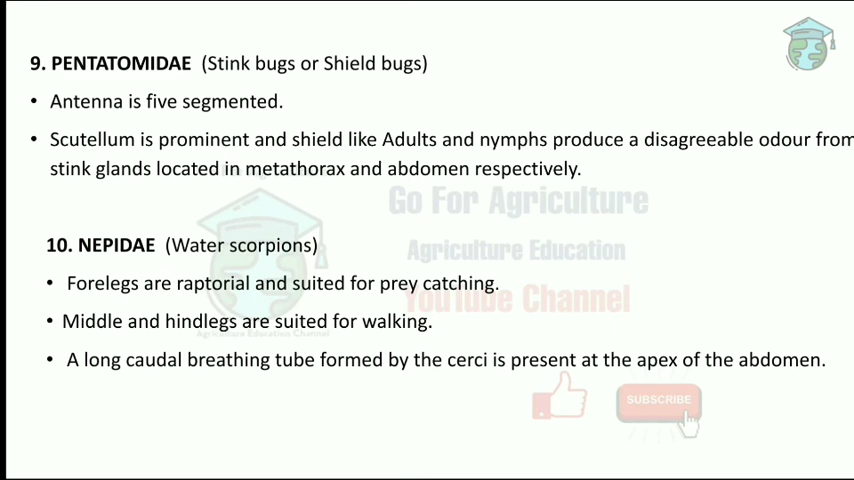 9. PENTATOMIDAE (Stink bugs or Shield bugs)
• Antenna is five segmented.
• Scutellum is prominent and shield like Adults and nymphs produce a disagreeable odour from
stink glands located in metathorax and abdomen respectively.
Go For Agriculture
10. NEPIDAE (Water scorpions)
Agriculture Education
• Forelegs are raptorial and suited for prey catching.
YouTube Channel
• Middle and hindlegs are suited for walking.
Agriculture Education Channel
• A long caudal breathing tube formed by the cerci is present at the apex of the abdomen.
SUBSCRIBE